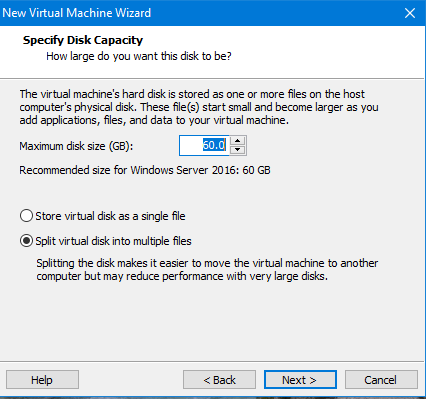 New Virtual Machine Wizard
Specify Disk Capacity
How large do you want this disk to be?
The virtual machine's hard disk is stored as one or more files on the host
computer's physical disk. These file(s) start small and become larger as you
add applications, files, and data to your virtual machine.
Maximum disk size (GB): 60.0
Recommended size for Windows Server 2016: 60 GB
Store virtual disk as a single file
Split virtual disk into multiple files
Splitting the disk makes it easier to move the virtual machine to another
computer but may reduce performance with very large disks.
Help < Back Next > Cancel